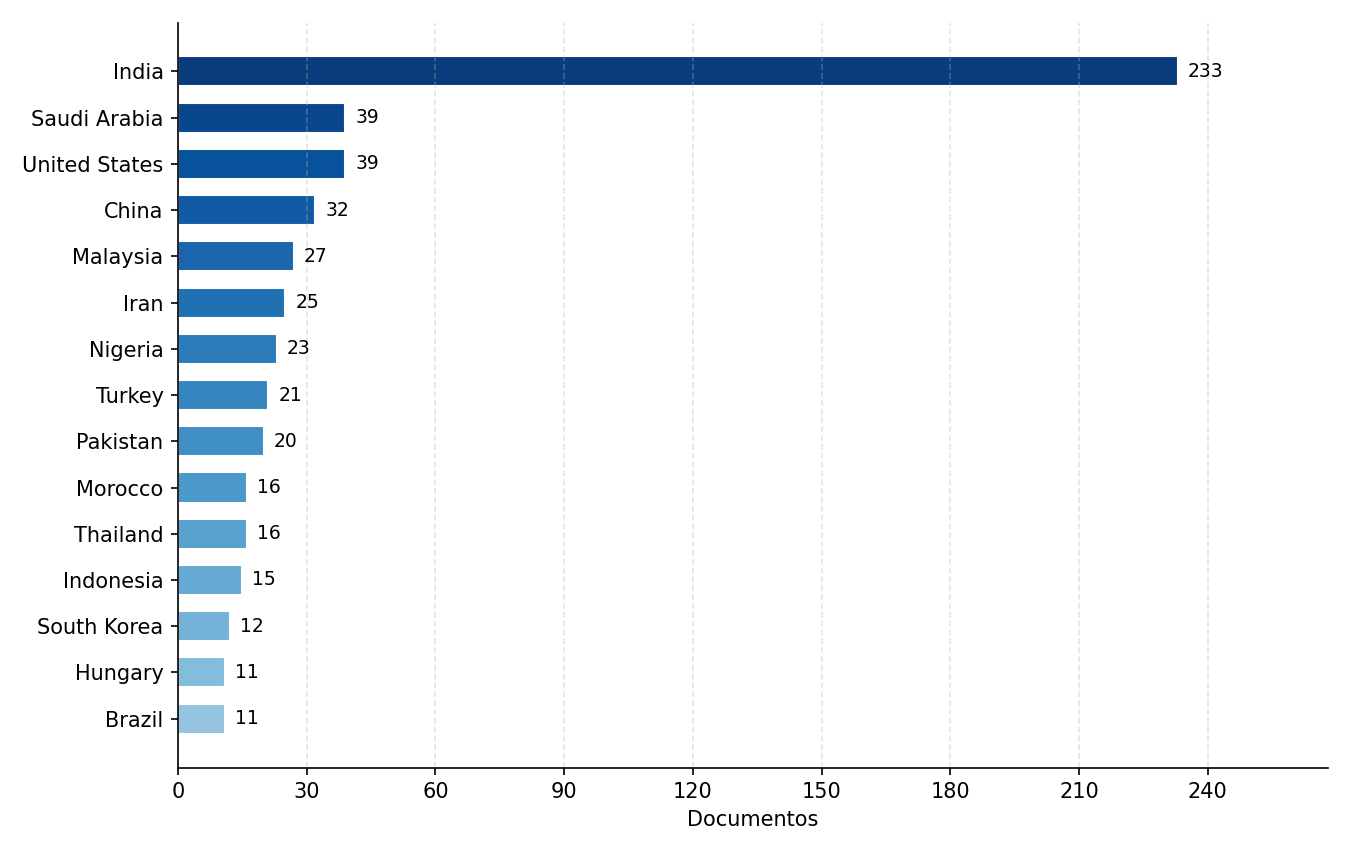 India 233
Saudi Arabia 39
United States 39
China 32
Malaysia 27
Iran 25
Nigeria 23
Turkey 21
Pakistan 20
Morocco 16
Thailand 16
Indonesia 15
South Korea 12
Hungary 11
Brazil 11
0 30 60 90 120 150 180 210 240
Documentos